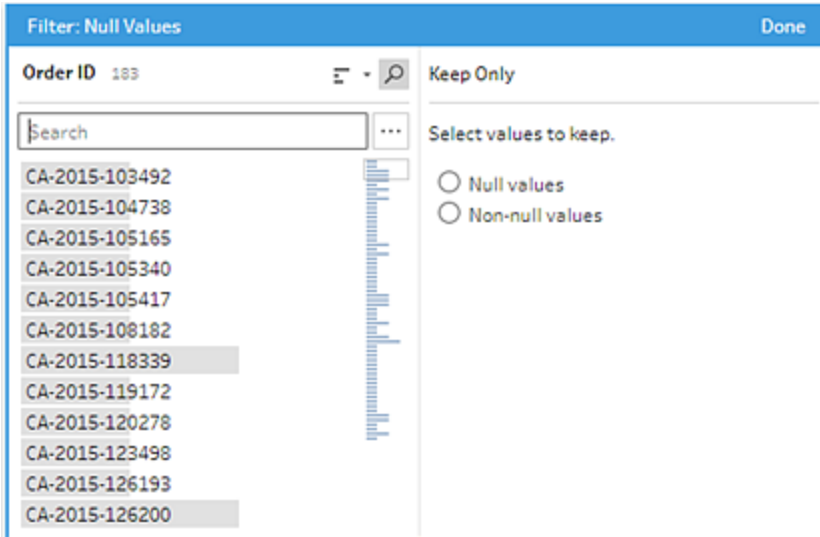 Filter: Null Values Done
Order ID 183
Search ...
CA-2015-103492
CA-2015-104738
CA-2015-105165
CA-2015-105340
CA-2015-105417
CA-2015-108182
CA-2015-118339
CA-2015-119172
CA-2015-120278
CA-2015-123498
CA-2015-126193
CA-2015-126200
Keep Only
Select values to keep.
Null values
Non-null values